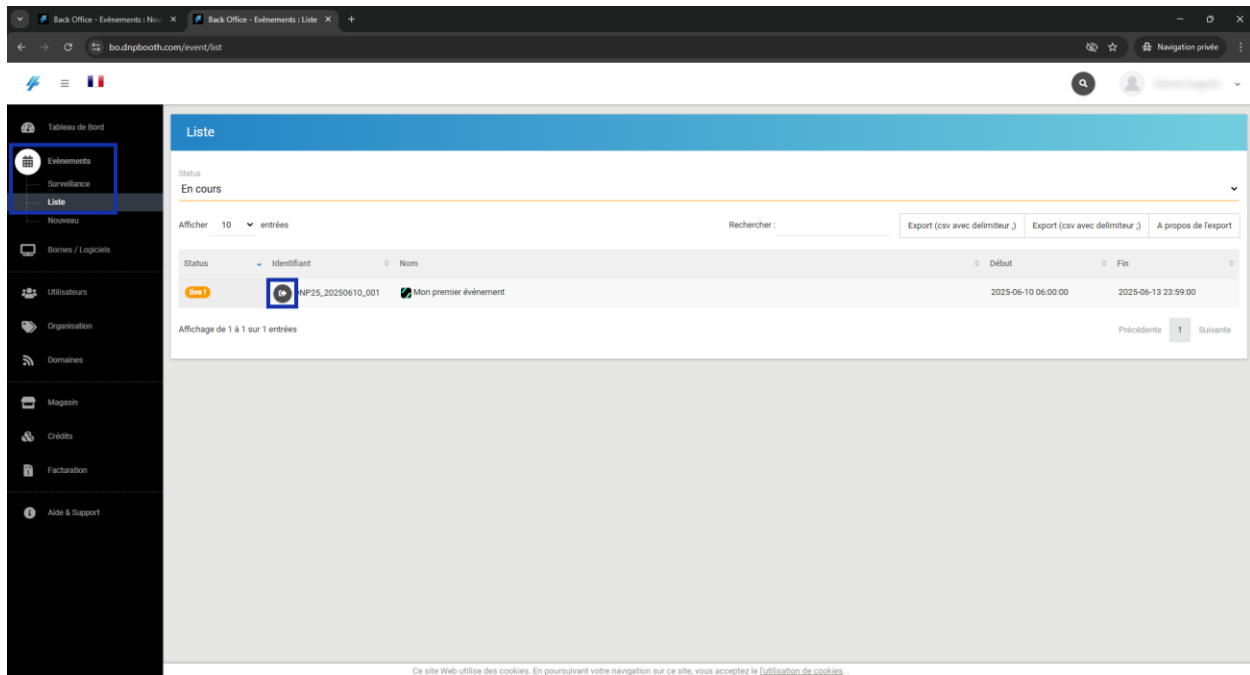 Back Office - Evènements : Nou
Back Office - Evènements : Liste
bo.dnpbooth.com/event/list
Navigation privée
Tableau de Bord
Evènements
Surveillance
Liste
Nouveau
Bornes / Logiciels
Utilisateurs
Organisation
Domaines
Magasin
Crédits
Facturation
Aide & Support
Liste
Status
En cours
Afficher 10 entrées
Rechercher :
Export (csv avec delimiteur ,) Export (csv avec delimiteur ;) A propos de l'export
Status Identifiant Nom Début Fin
live ! NP25_20250610_001 Mon premier événement 2025-06-10 06:00:00 2025-06-13 23:59:00
Affichage de 1 à 1 sur 1 entrées
Précédente 1 Suivante
Ce site Web utilise des cookies. En poursuivant votre navigation sur ce site, vous acceptez le l'utilisation de cookies. .